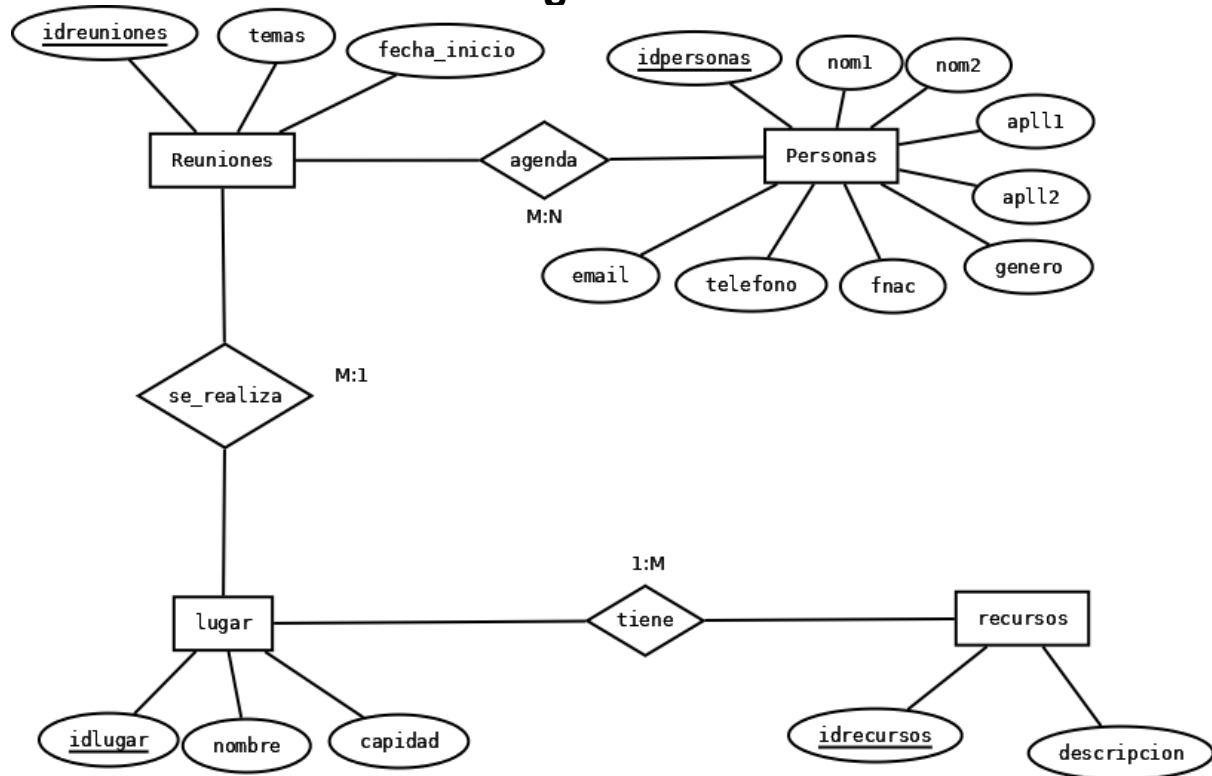 idreuniones
temas
fecha_inicio
idpersonas
nom1
nom2
apll1
Reuniones
agenda
Personas
M:N
apll2
email
telefono
fnac
genero
se_realiza
M:1
1:M
lugar
tiene
recursos
idlugar
nombre
capidad
idrecursos
descripcion